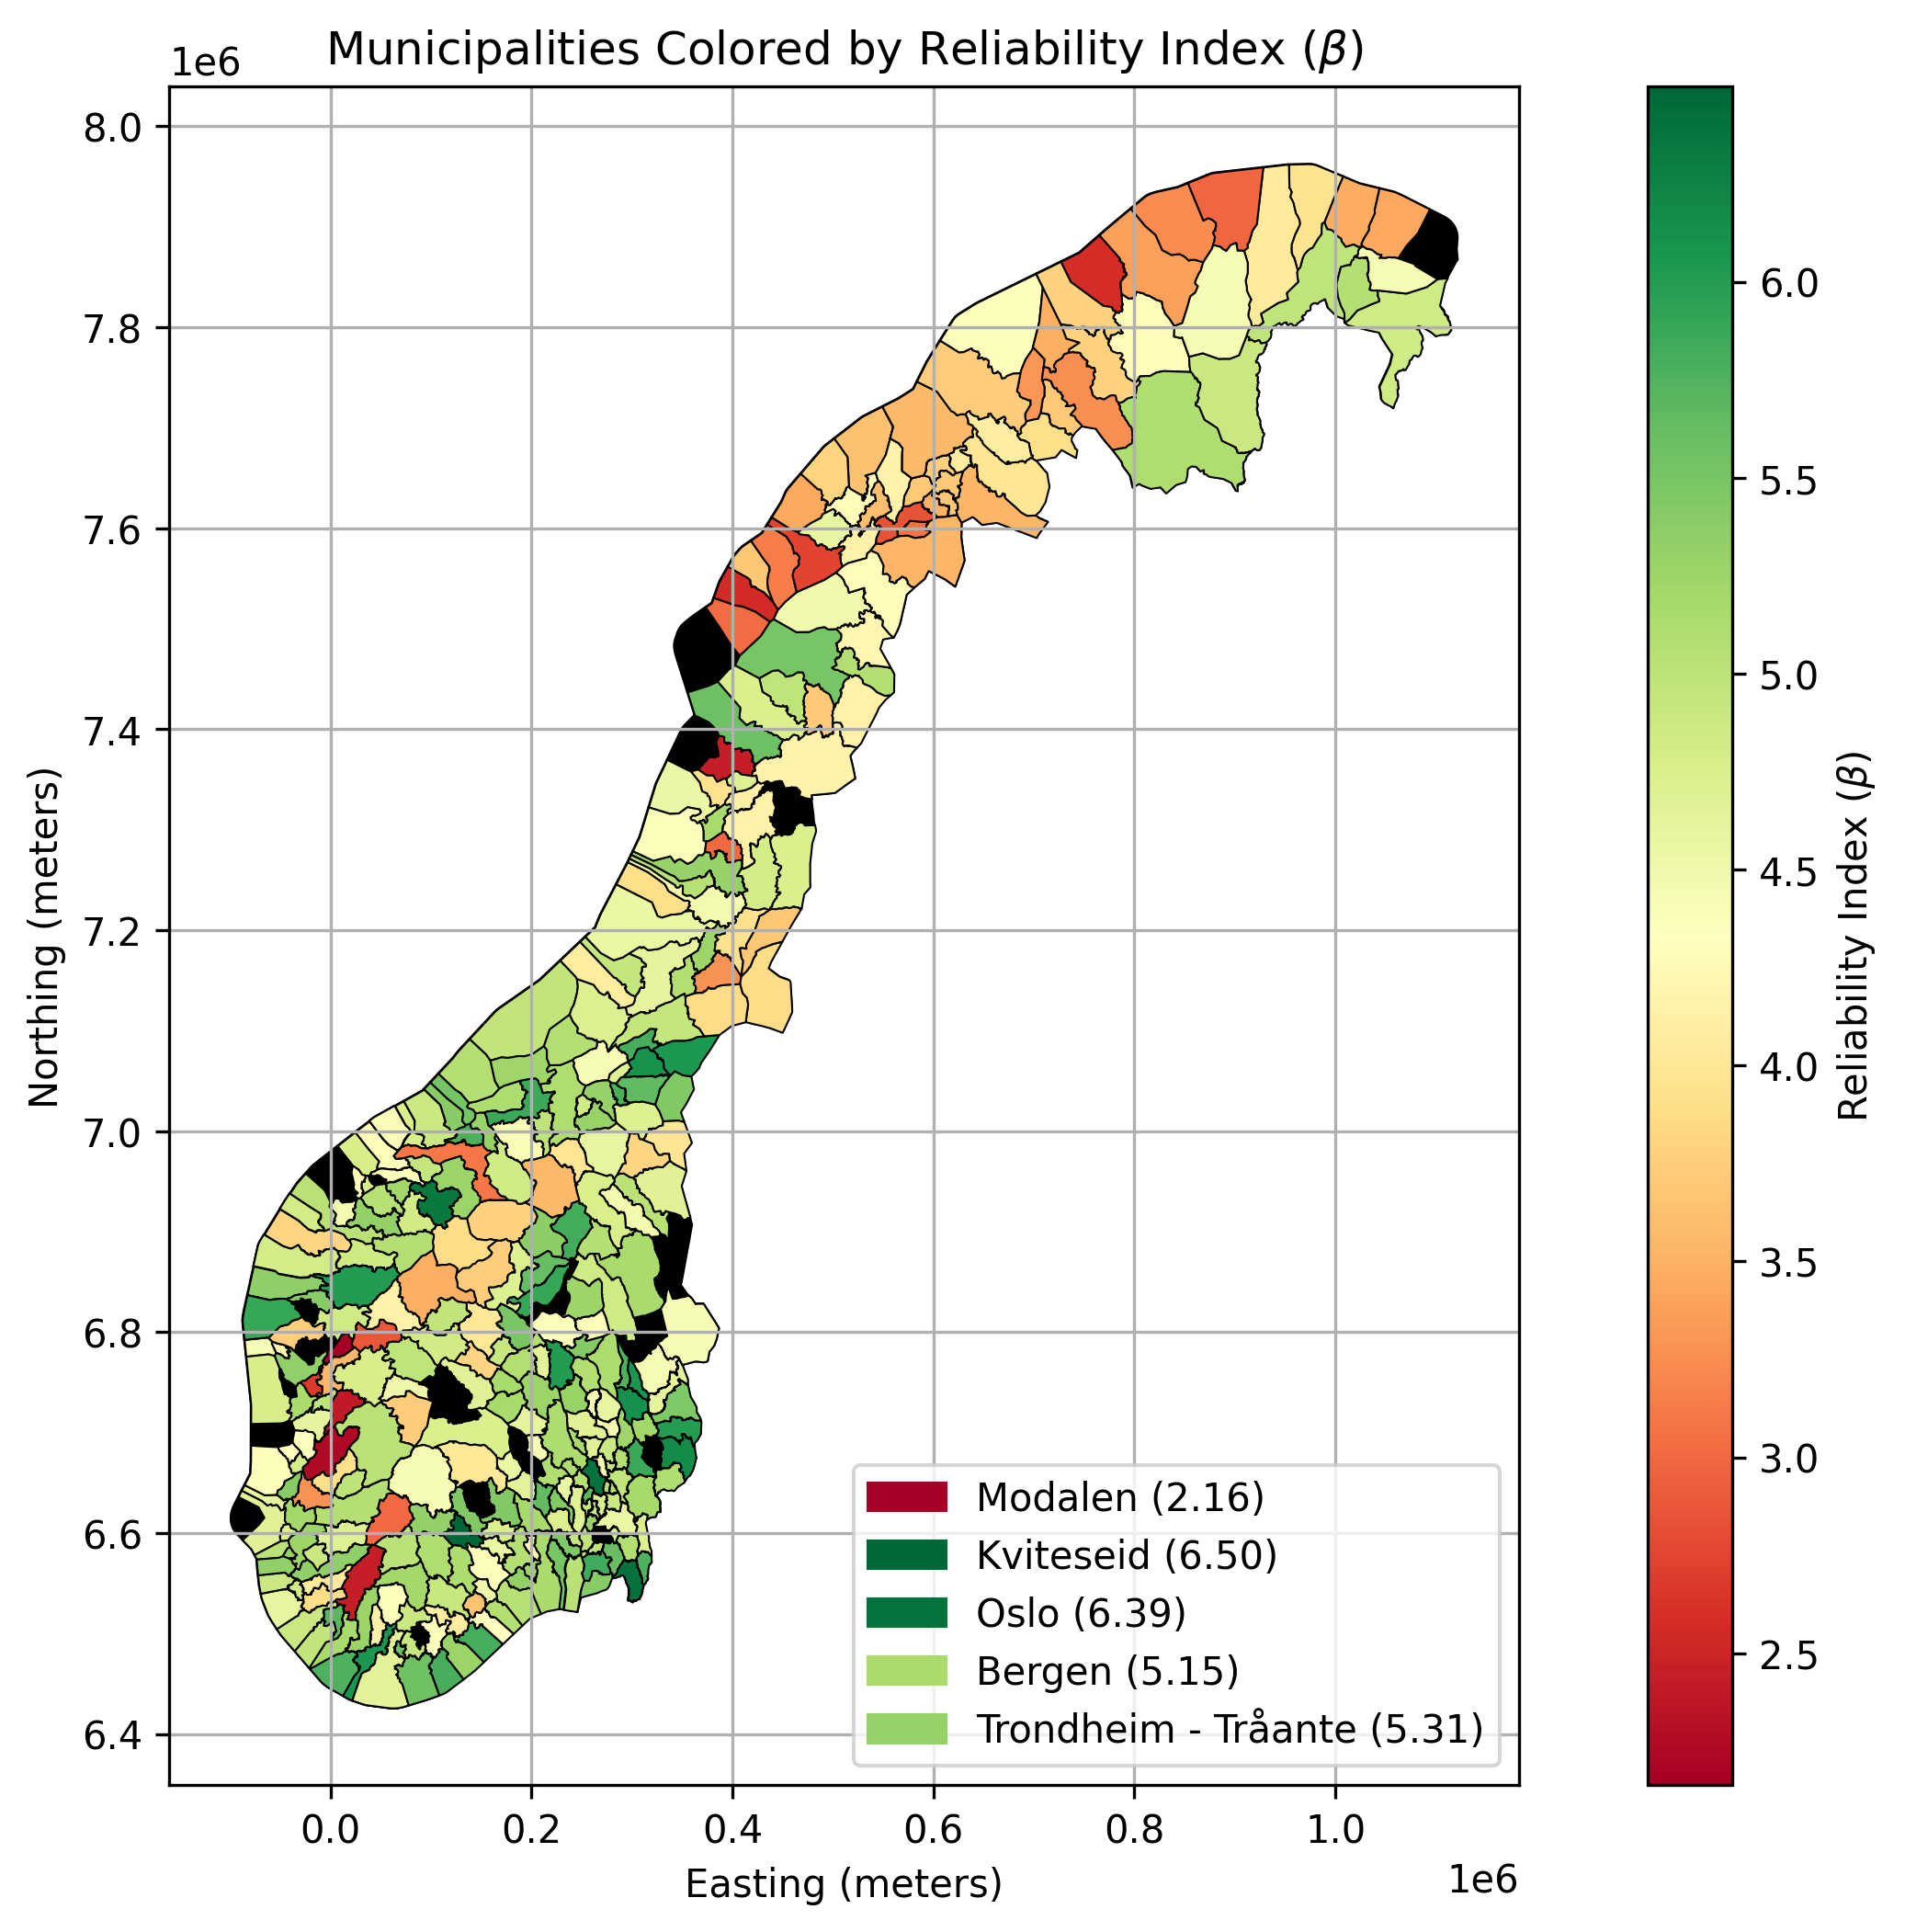 Municipalities Colored by Reliability Index (β)
1e6
8.0
7.8
7.6
7.4
7.2
7.0
6.8
6.6
6.4
Northing (meters)
0.0 0.2 0.4 0.6 0.8 1.0
Easting (meters)
1e6
Modalen (2.16)
Kviteseid (6.50)
Oslo (6.39)
Bergen (5.15)
Trondheim - Tråante (5.31)
6.0
5.5
5.0
4.5
4.0
3.5
3.0
2.5
Reliability Index (β)